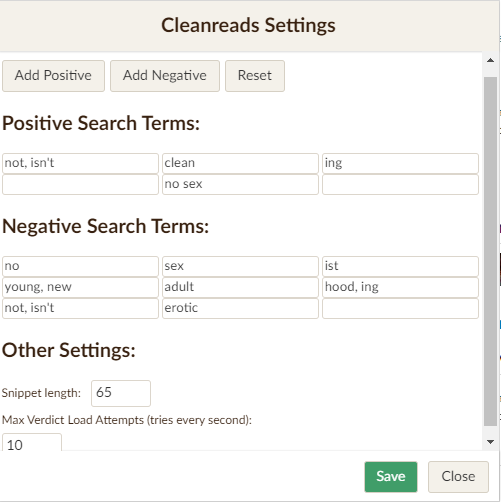 Cleanreads Settings
Add Positive Add Negative Reset
Positive Search Terms:
not, isn't clean ing
no sex
Negative Search Terms:
no sex ist
young, new adult hood, ing
not, isn't erotic
Other Settings:
Snippet length: 65
Max Verdict Load Attempts (tries every second):
10
Save Close